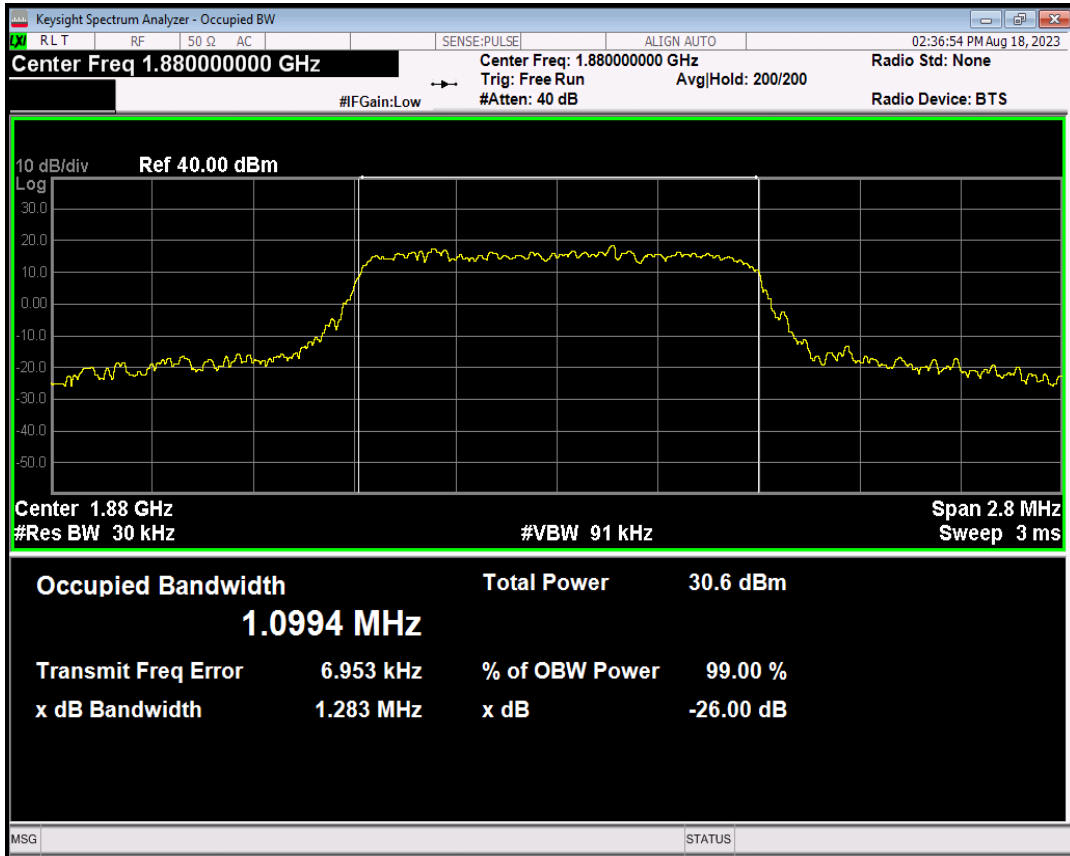 Keysight Spectrum Analyzer - Occupied BW
LXI RLT RF 50 Ω AC SENSE:PULSE ALIGN AUTO 02:36:54 PM Aug 18, 2023
Center Freq 1.880000000 GHz Center Freq: 1.880000000 GHz Radio Std: None
Trig: Free Run Avg|Hold: 200/200
#IFGain:Low #Atten: 40 dB Radio Device: BTS
10 dB/div Ref 40.00 dBm
Log
30.0
20.0
10.0
0.00
-10.0
-20.0
-30.0
-40.0
-50.0
Center 1.88 GHz Span 2.8 MHz
#Res BW 30 kHz #VBW 91 kHz Sweep 3 ms
Occupied Bandwidth Total Power 30.6 dBm
1.0994 MHz
Transmit Freq Error 6.953 kHz % of OBW Power 99.00 %
x dB Bandwidth 1.283 MHz x dB -26.00 dB
MSG STATUS